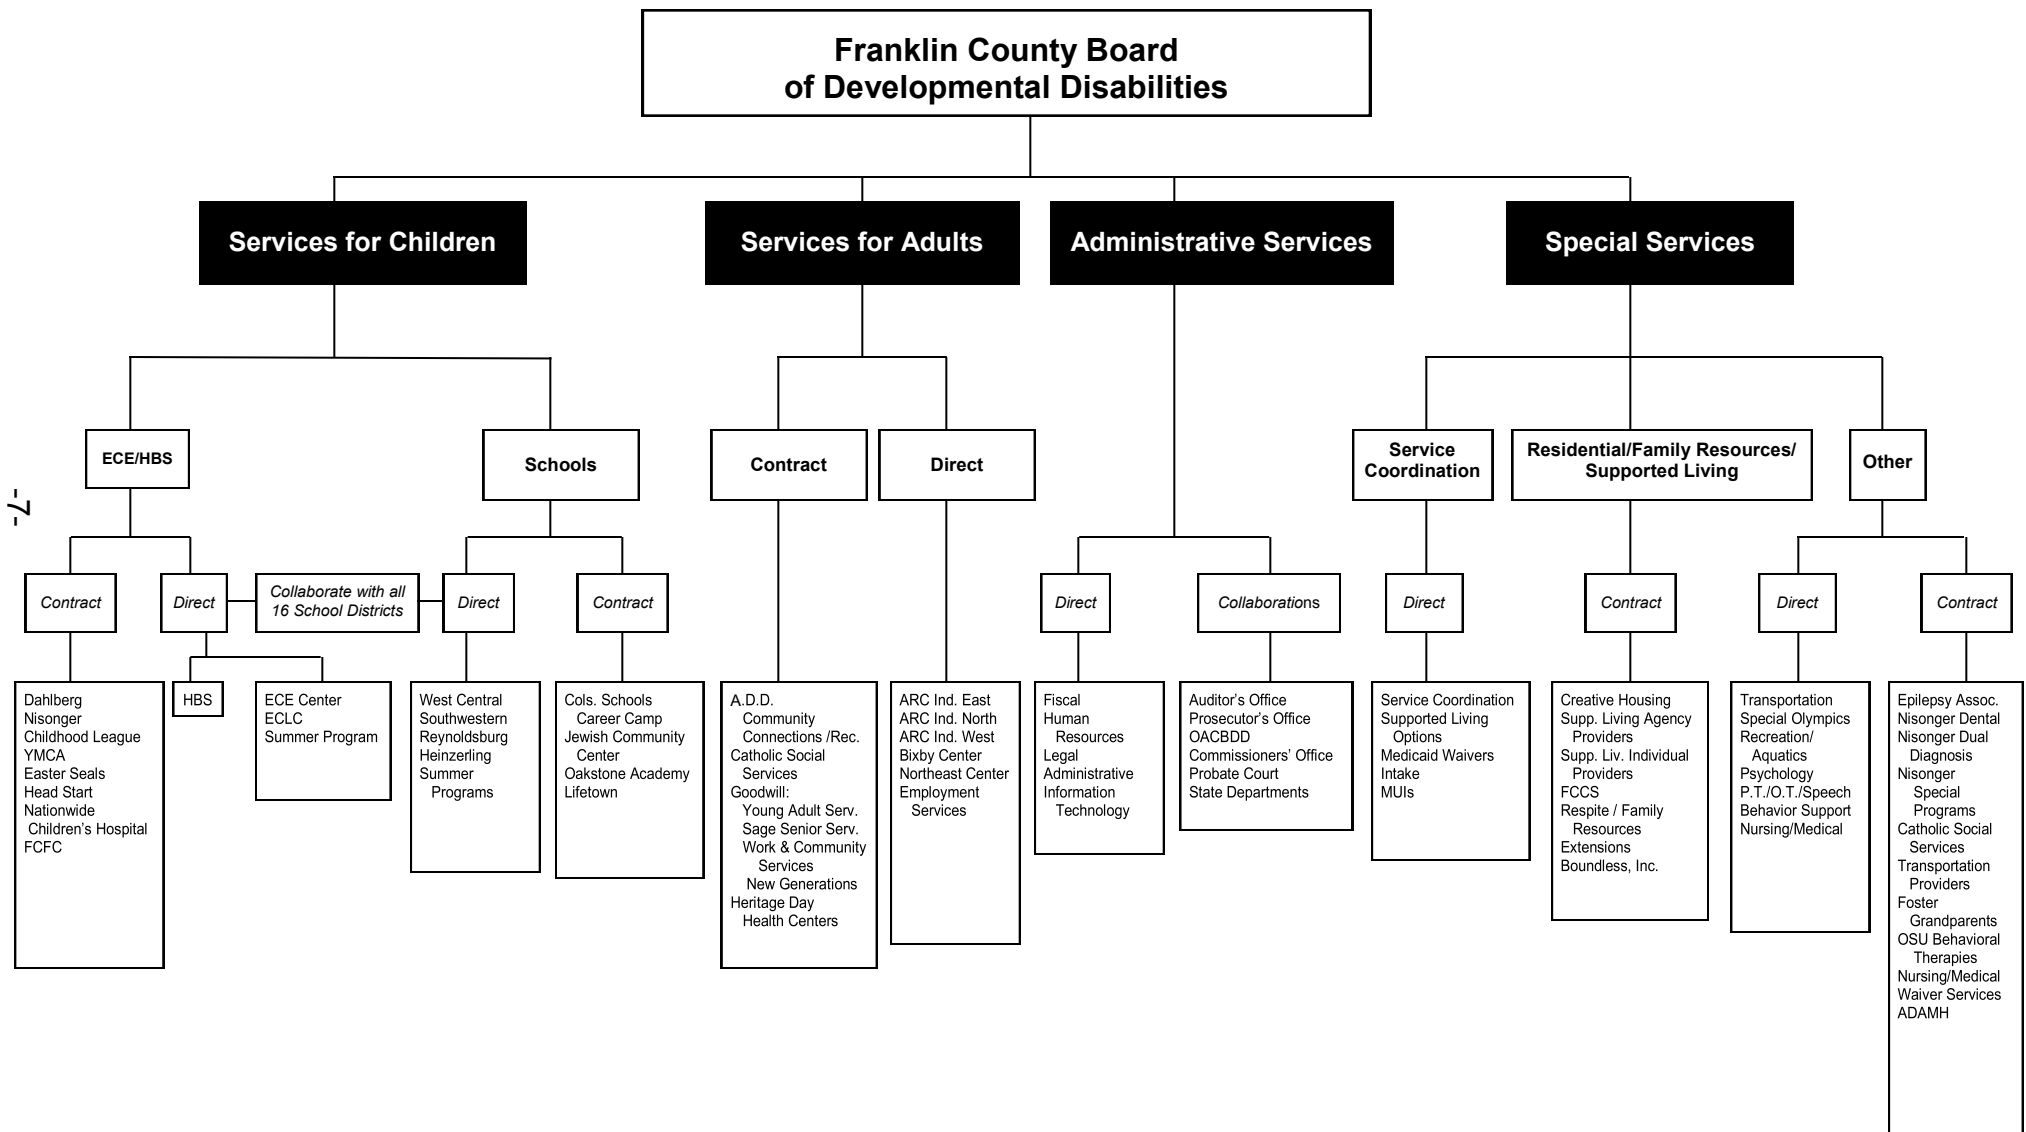 Franklin County Board
of Developmental Disabilities
Services for Children
Services for Adults
Administrative Services
Special Services
ECE/HBS
Schools
Contract
Direct
Service
Coordination
Residential/Family Resources/
Supported Living
Other
-7-
Contract
Direct
Collaborate with all
16 School Districts
Direct
Contract
Direct
Collaborations
Direct
Contract
Direct
Contract
Dahlberg
Nisonger
Childhood League
YMCA
Easter Seals
Head Start
Nationwide
Children’s Hospital
FCFC
HBS
ECE Center
ECLC
Summer Program
West Central
Southwestern
Reynoldsburg
Heinzerling
Summer
Programs
Cols. Schools
Career Camp
Jewish Community
Center
Oakstone Academy
Lifetown
A.D.D.
Community
Connections /Rec.
Catholic Social
Services
Goodwill:
Young Adult Serv.
Sage Senior Serv.
Work & Community
Services
New Generations
Heritage Day
Health Centers
ARC Ind. East
ARC Ind. North
ARC Ind. West
Bixby Center
Northeast Center
Employment
Services
Fiscal
Human
Resources
Legal
Administrative
Information
Technology
Auditor’s Office
Prosecutor’s Office
OACBDD
Commissioners’ Office
Probate Court
State Departments
Service Coordination
Supported Living
Options
Medicaid Waivers
Intake
MUIs
Creative Housing
Supp. Living Agency
Providers
Supp. Liv. Individual
Providers
FCCS
Respite / Family
Resources
Extensions
Boundless, Inc.
Transportation
Special Olympics
Recreation/
Aquatics
Psychology
P.T./O.T./Speech
Behavior Support
Nursing/Medical
Epilepsy Assoc.
Nisonger Dental
Nisonger Dual
Diagnosis
Nisonger
Special
Programs
Catholic Social
Services
Transportation
Providers
Foster
Grandparents
OSU Behavioral
Therapies
Nursing/Medical
Waiver Services
ADAMH